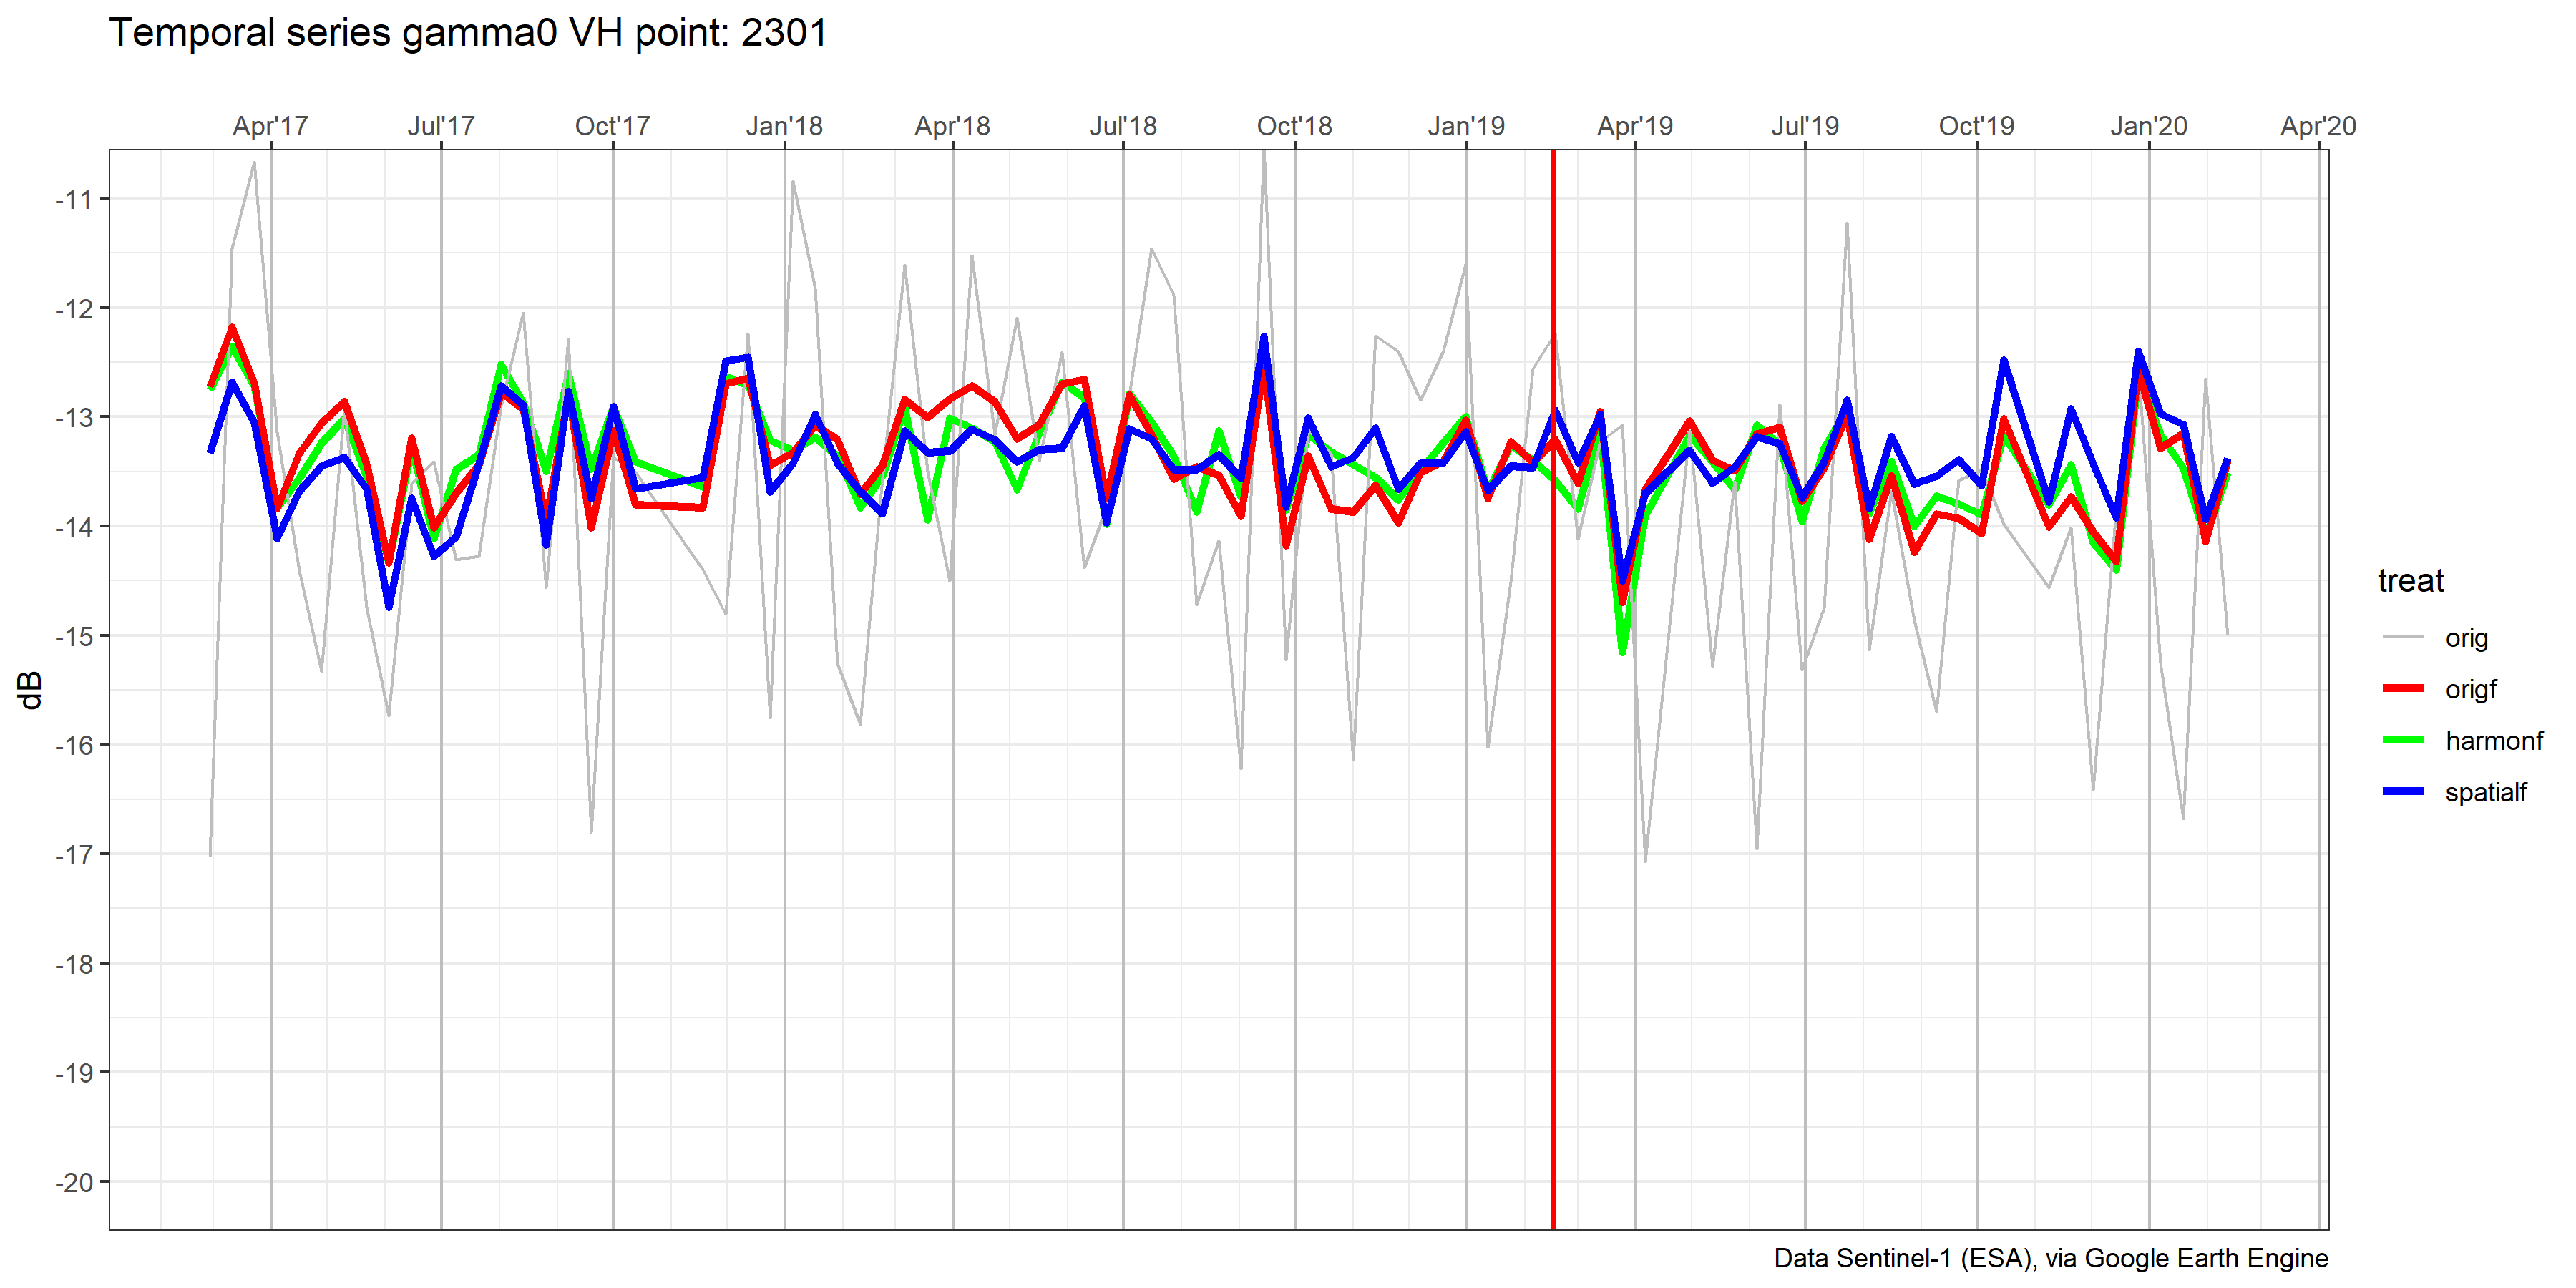 Temporal series gamma0 VH point: 2301
Apr'17 Jul'17 Oct'17 Jan'18 Apr'18 Jul'18 Oct'18 Jan'19 Apr'19 Jul'19 Oct'19 Jan'20 Apr'20
-11
-12
-13
-14
-15
-16
-17
-18
-19
-20
dB
treat
orig
origf
harmonf
spatialf
Data Sentinel-1 (ESA), via Google Earth Engine